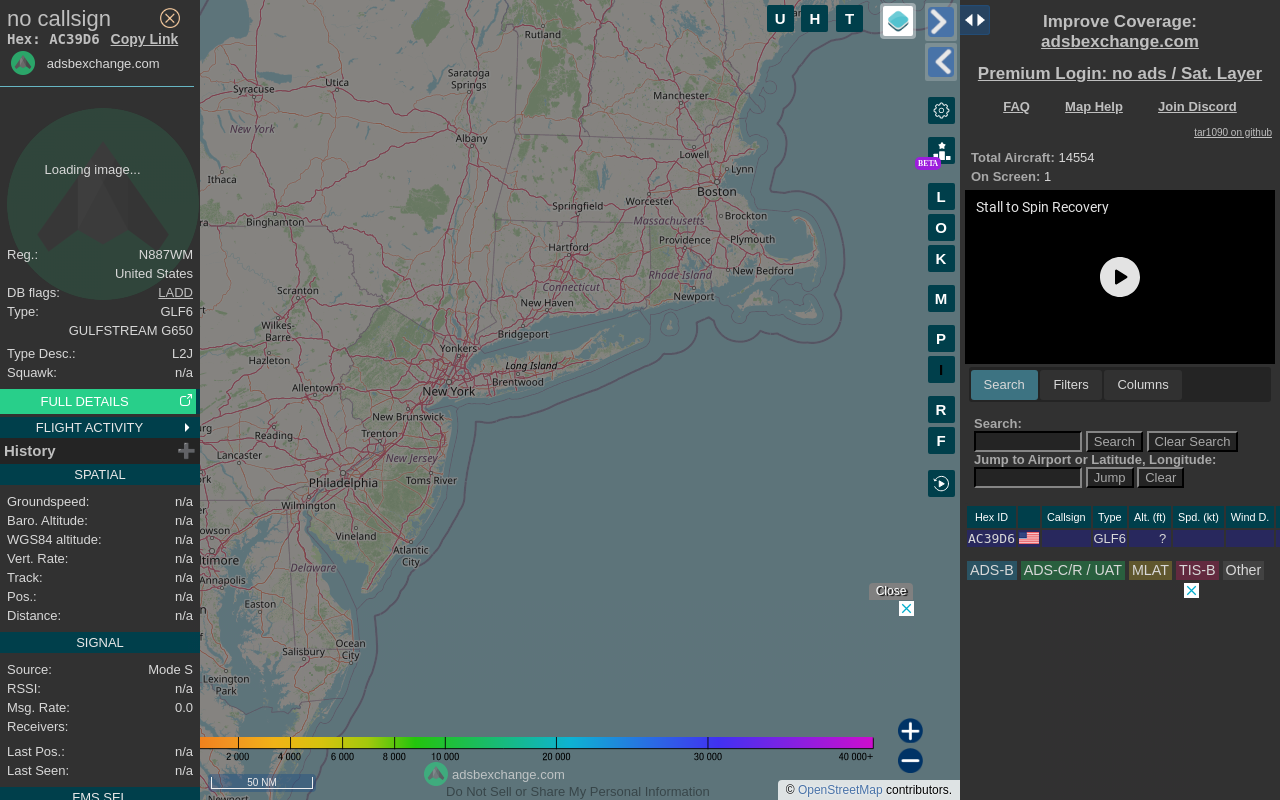 no callsign
Hex: AC39D6 Copy Link
adsbexchange.com
Loading image...
Reg.: N887WM
United States
DB flags: LADD
Type: GLF6
GULFSTREAM G650
Type Desc.: L2J
Squawk: n/a
FULL DETAILS
FLIGHT ACTIVITY
History
SPATIAL
Groundspeed: n/a
Baro. Altitude: n/a
WGS84 altitude: n/a
Vert. Rate: n/a
Track: n/a
Pos.: n/a
Distance: n/a
SIGNAL
Source: Mode S
RSSI: n/a
Msg. Rate: 0.0
Receivers:
Last Pos.: n/a
Last Seen: n/a
FMS SEL
U H T
BETA
L
O
K
M
P
I
R
F
Rutland
Utica
Syracuse
Saratoga
Springs
Manchester
New York
Albany
Lowell
Lynn
Ithaca
Boston
Worcester
Springfield
Binghamton
Massachusetts
Brockton
Providence
Plymouth
Hartford
Rhode Island
New Bedford
Connecticut
Scranton
New Haven
Newport
Wilkes-
Barre
Bridgeport
Yonkers
Hazleton
Long Island
Brentwood
Allentown
New York
New Brunswick
Reading
Trenton
Lancaster
New Jersey
Philadelphia
Toms River
Wilmington
Vineland
Atlantic
City
Annapolis
Delaware
Easton
Ocean
City
Salisbury
Lexington
Park
Close
2 000 4 000 6 000 8 000 10 000 20 000 30 000 40 000+
50 NM
adsbexchange.com
Do Not Sell or Share My Personal Information
© OpenStreetMap contributors.
Improve Coverage:
adsbexchange.com
Premium Login: no ads / Sat. Layer
FAQ Map Help Join Discord
tar1090 on github
Total Aircraft: 14554
On Screen: 1
Stall to Spin Recovery
Search Filters Columns
Search:
Search Clear Search
Jump to Airport or Latitude, Longitude:
Jump Clear
Hex ID Callsign Type Alt. (ft) Spd. (kt) Wind D.
AC39D6 GLF6 ?
ADS-B ADS-C/R / UAT MLAT TIS-B Other